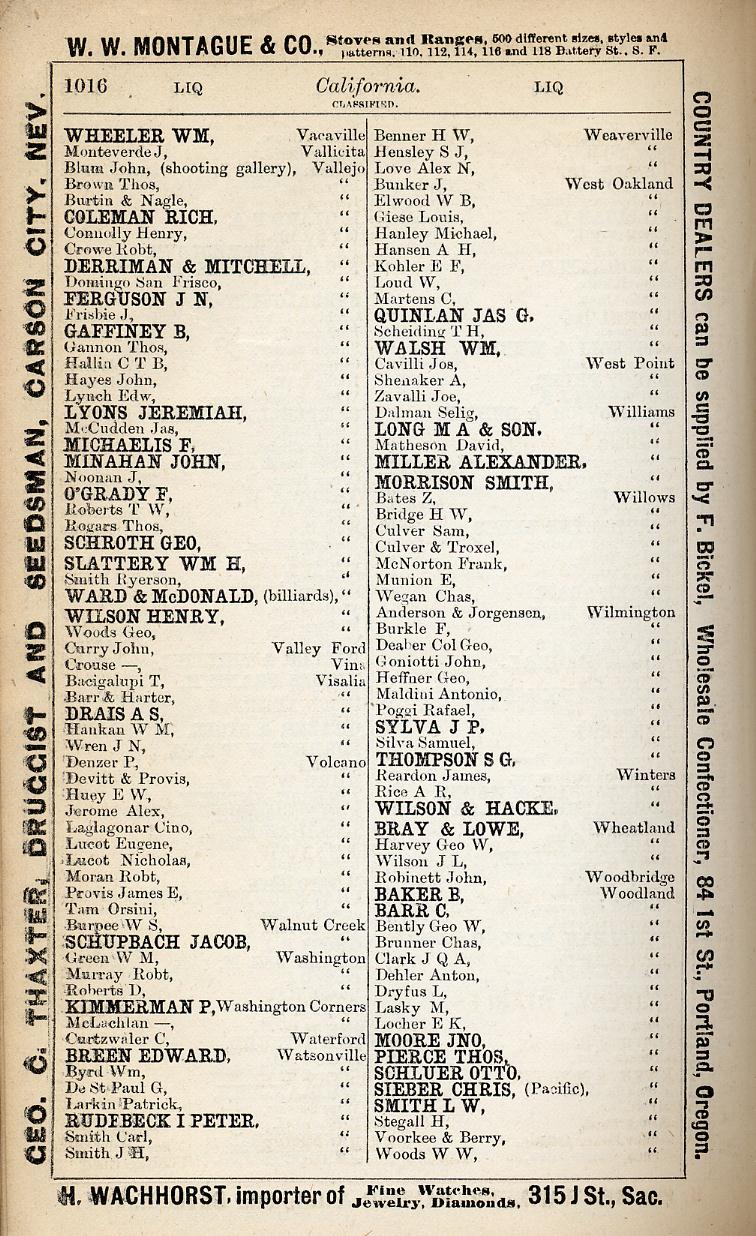 W. W. MONTAGUE & CO., Stoves and Ranges, 500 different sizes, styles and patterns, 110, 112, 114, 116 and 118 Battery St., S. F.
GEO. C. THAXTER, DRUGGIST AND SEEDSMAN, CARSON CITY, NEV.
1016 LIQ California. LIQ
CLASSIFIED.
WHEELER WM, Vacaville
Monteverde J, Vallicita
Blum John, (shooting gallery), Vallejo
Brown Thos, "
Burtin & Nagle, "
COLEMAN RICH, "
Connolly Henry, "
Crowe Robt, "
DERRIMAN & MITCHELL, "
Domingo San Frisco, "
FERGUSON J N, "
Frisbie J, "
GAFFINEY B, "
Gannon Thos, "
Hallin C T B, "
Hayes John, "
Lynch Edw, "
LYONS JEREMIAH, "
McCudden Jas, "
MICHAELIS F, "
MINAHAN JOHN, "
Noonan J, "
O'GRADY F, "
Roberts T W, "
Rogars Thos, "
SCHROTH GEO, "
SLATTERY WM H, "
Smith Ryerson, "
WARD & McDONALD, (billiards), "
WILSON HENRY, "
Woods Geo, "
Curry John, Valley Ford
Crouse —, Vina
Bacigalupi T, Visalia
Barr & Harter, "
DRAIS A S, "
Hankan W M, "
Wren J N, "
Denzer P, Volcano
Devitt & Provis, "
Huey E W, "
Jerome Alex, "
Laglagonar Cino, "
Lucot Eugene, "
Lucot Nicholas, "
Moran Robt, "
Provis James E, "
Tam Orsini, "
Burpee W S, Walnut Creek
SCHUPBACH JACOB, "
Green W M, Washington
Murray Robt, "
Roberts D, "
KIMMERMAN P, Washington Corners
McLachlan —, "
Curtzwaler C, Waterford
BREEN EDWARD, Watsonville
Byrd Wm, "
De St Paul G, "
Larkin Patrick, "
RUDEBECK I PETER, "
Smith Carl, "
Smith J H, "
Benner H W, Weaverville
Hensley S J, "
Love Alex N, "
Bunker J, West Oakland
Elwood W B, "
Giese Louis, "
Hanley Michael, "
Hansen A H, "
Kohler E F, "
Loud W, "
Martens C, "
QUINLAN JAS G, "
Scheiding T H, "
WALSH WM, "
Cavilli Jos, West Point
Shenaker A, "
Zavalli Joe, "
Dalman Selig, Williams
LONG M A & SON, "
Matheson David, "
MILLER ALEXANDER, "
MORRISON SMITH, "
Bates Z, Willows
Bridge H W, "
Culver Sam, "
Culver & Troxel, "
McNorton Frank, "
Munion E, "
Wegan Chas, "
Anderson & Jorgensen, Wilmington
Burkle F, "
Deaber Col Geo, "
Goniotti John, "
Heffner Geo, "
Maldini Antonio, "
Poggi Rafael, "
SYLVA J P, "
Silva Samuel, "
THOMPSON S G, "
Reardon James, Winters
Rice A R, "
WILSON & HACKE, "
BRAY & LOWE, Wheatland
Harvey Geo W, "
Wilson J L, "
Robinett John, Woodbridge
BAKER B, Woodland
BARR C, "
Bently Geo W, "
Brunner Chas, "
Clark J Q A, "
Dehler Anton, "
Dryfus L, "
Lasky M, "
Locher E K, "
MOORE JNO, "
PIERCE THOS, "
SCHLUER OTTO, "
SIEBER CHRIS, (Pacific), "
SMITH L W, "
Stegall H, "
Voorkee & Berry, "
Woods W W, "
COUNTRY DEALERS can be supplied by F. Bickel, Wholesale Confectioner, 84 1st St., Portland, Oregon.
H. WACHHORST, importer of Fine Watches, Jewelry, Diamonds, 315 J St., Sac.